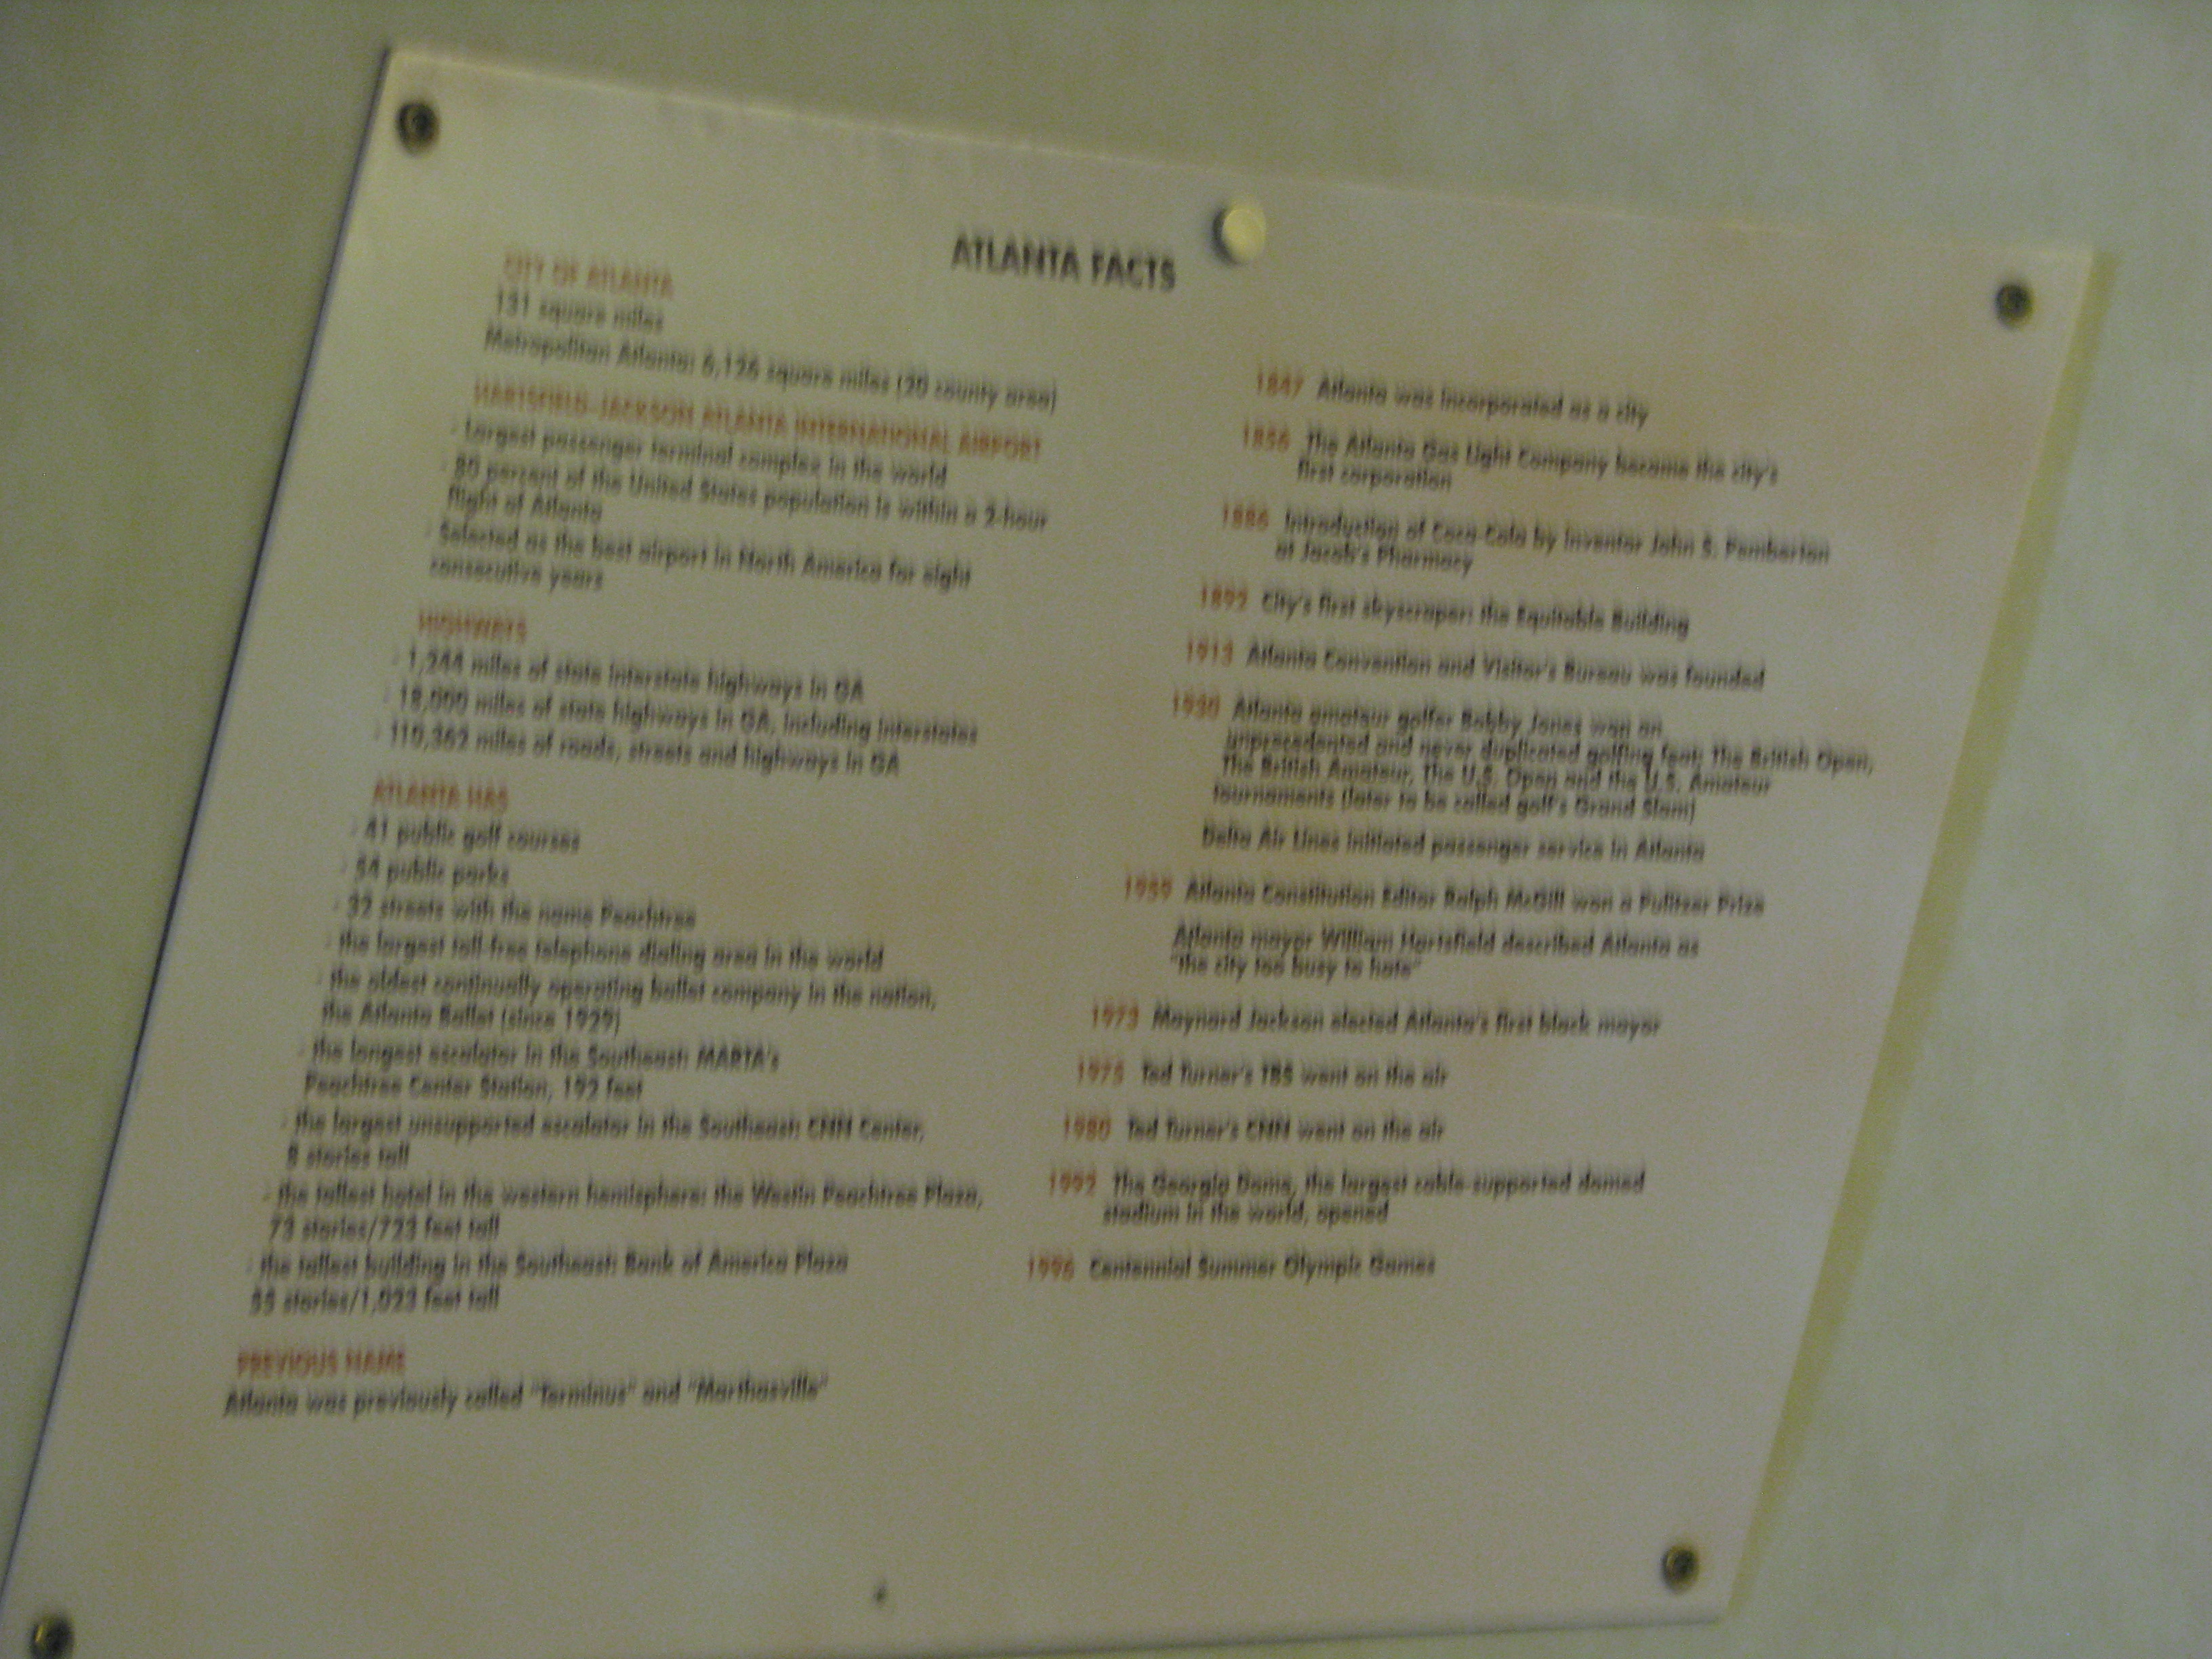 ATLANTA FACTS
CITY OF ATLANTA
131 square miles
Metropolitan Atlanta: 6,126 square miles (20 county area)
HARTSFIELD-JACKSON ATLANTA INTERNATIONAL AIRPORT
Largest passenger terminal complex in the world
80 percent of the United States population is within a 2-hour
flight of Atlanta
Selected as the best airport in North America for eight
consecutive years
HIGHWAYS
1,244 miles of state interstate highways in GA
18,000 miles of state highways in GA, including interstates
110,362 miles of roads, streets and highways in GA
ATLANTA HAS
41 public golf courses
54 public parks
32 streets with the name Peachtree
the largest toll free telephone dialing area in the world
the oldest continually operating ballet company in the nation,
the Atlanta Ballet (since 1929)
the longest escalator in the Southeast: MARTA's
Peachtree Center Station, 192 feet
the largest unsupported escalator in the Southeast: CNN Center,
8 stories tall
the tallest hotel in the western hemisphere: the Westin Peachtree Plaza,
73 stories/723 feet tall
the tallest building in the Southeast: Bank of America Plaza
55 stories/1,023 feet tall
PREVIOUS NAME
Atlanta was previously called "Terminus" and "Marthasville"
1847 Atlanta was incorporated as a city
1856 The Atlanta Gas Light Company became the city's
first corporation
1886 Introduction of Coca-Cola by inventor John S. Pemberton
at Jacob's Pharmacy
1892 City's first skyscraper: the Equitable Building
1913 Atlanta Convention and Visitor's Bureau was founded
1930 Atlanta amateur golfer Bobby Jones won an
unprecedented and never duplicated golfing feat: The British Open,
The British Amateur, The U.S. Open and the U.S. Amateur
tournaments (later to be called golf's Grand Slam)
Delta Air Lines initiated passenger service in Atlanta
1959 Atlanta Constitution Editor Ralph McGill won a Pulitzer Prize
Atlanta mayor William Hartsfield described Atlanta as
"the city too busy to hate"
1973 Maynard Jackson elected Atlanta's first black mayor
1975 Ted Turner's TBS went on the air
1980 Ted Turner's CNN went on the air
1992 The Georgia Dome, the largest cable-supported domed
stadium in the world, opened
1996 Centennial Summer Olympic Games